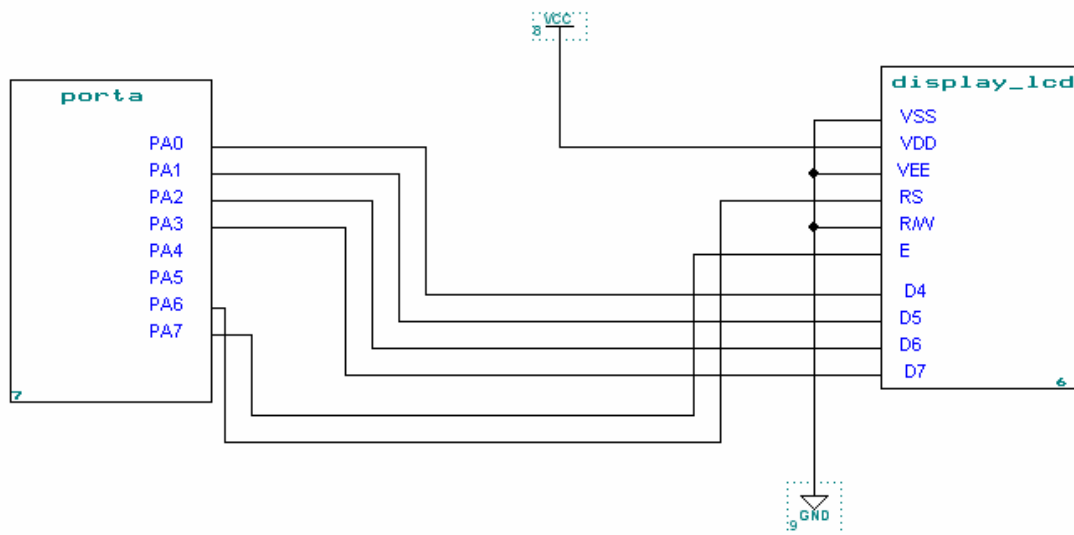 VCC
8
porta
PA0
PA1
PA2
PA3
PA4
PA5
PA6
PA7
7
display_lcd
VSS
VDD
VEE
RS
R/W
E
D4
D5
D6
D7
6
GND
9